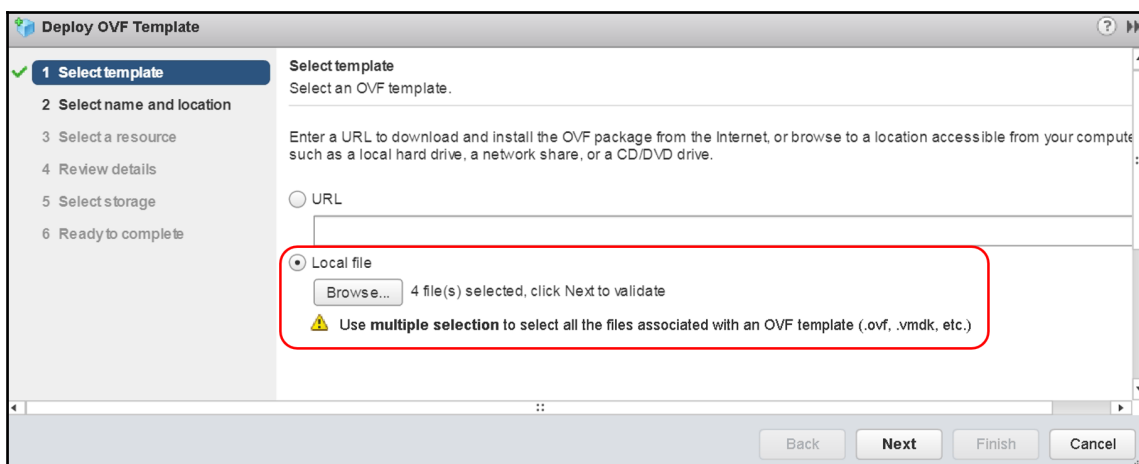 Deploy OVF Template
?
1 Select template
2 Select name and location
3 Select a resource
4 Review details
5 Select storage
6 Ready to complete
Select template
Select an OVF template.
Enter a URL to download and install the OVF package from the Internet, or browse to a location accessible from your compute
such as a local hard drive, a network share, or a CD/DVD drive.
URL
Local file
Browse... 4 file(s) selected, click Next to validate
Use multiple selection to select all the files associated with an OVF template (.ovf, .vmdk, etc.)
Back Next Finish Cancel